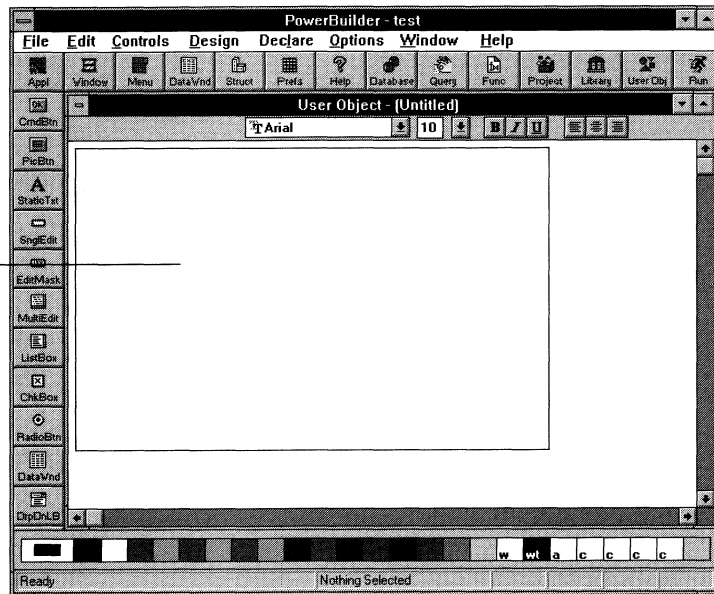 PowerBuilder - test
File Edit Controls Design Declare Options Window Help
Appl Window Menu DataWnd Struct Prefs Help Database Query Func Project Library User Obj Run
User Object - (Untitled)
Arial 10 B I U
CmdBtn
PicBtn
A
StaticTxt
SnglEdit
EditMask
MultiEdit
ListBox
ChkBox
RadioBtn
DataWnd
DrpDnLB
w wt a c c c c
Ready Nothing Selected